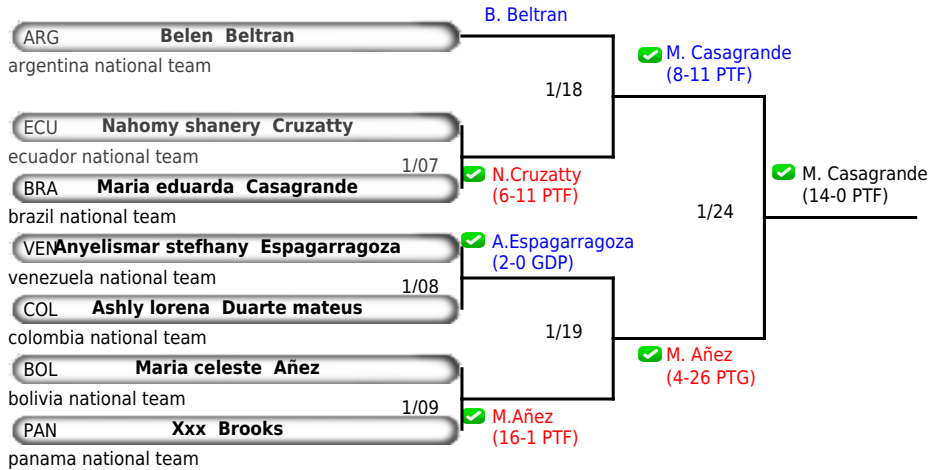 B. Beltran
ARG Belen Beltran
argentina national team
M. Casagrande
(8-11 PTF)
1/18
ECU Nahomy shanery Cruzatty
ecuador national team
1/07
N.Cruzatty
(6-11 PTF)
BRA Maria eduarda Casagrande
brazil national team
M. Casagrande
(14-0 PTF)
1/24
VEN Anyelismar stefhany Espagarragoza
venezuela national team
A.Espagarragoza
(2-0 GDP)
1/08
COL Ashly lorena Duarte mateus
colombia national team
1/19
M. Añez
(4-26 PTG)
BOL Maria celeste Añez
bolivia national team
1/09
M.Añez
(16-1 PTF)
PAN Xxx Brooks
panama national team